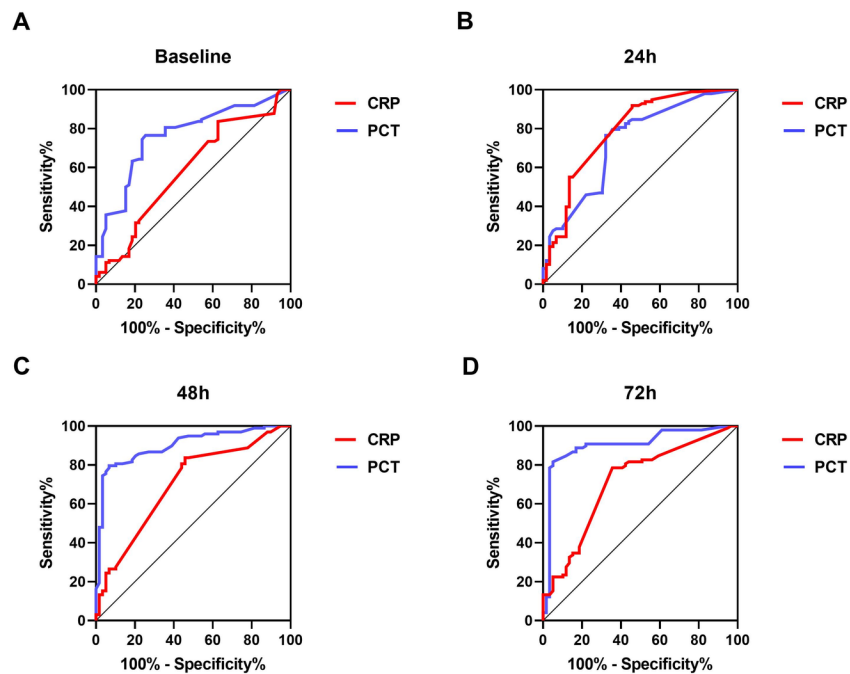 A
Baseline
100
80
60
40
20
0
Sensitivity%
0 20 40 60 80 100
100% - Specificity%
CRP
PCT
B
24h
100
80
60
40
20
0
Sensitivity%
0 20 40 60 80 100
100% - Specificity%
CRP
PCT
C
48h
100
80
60
40
20
0
Sensitivity%
0 20 40 60 80 100
100% - Specificity%
CRP
PCT
D
72h
100
80
60
40
20
0
Sensitivity%
0 20 40 60 80 100
100% - Specificity%
CRP
PCT